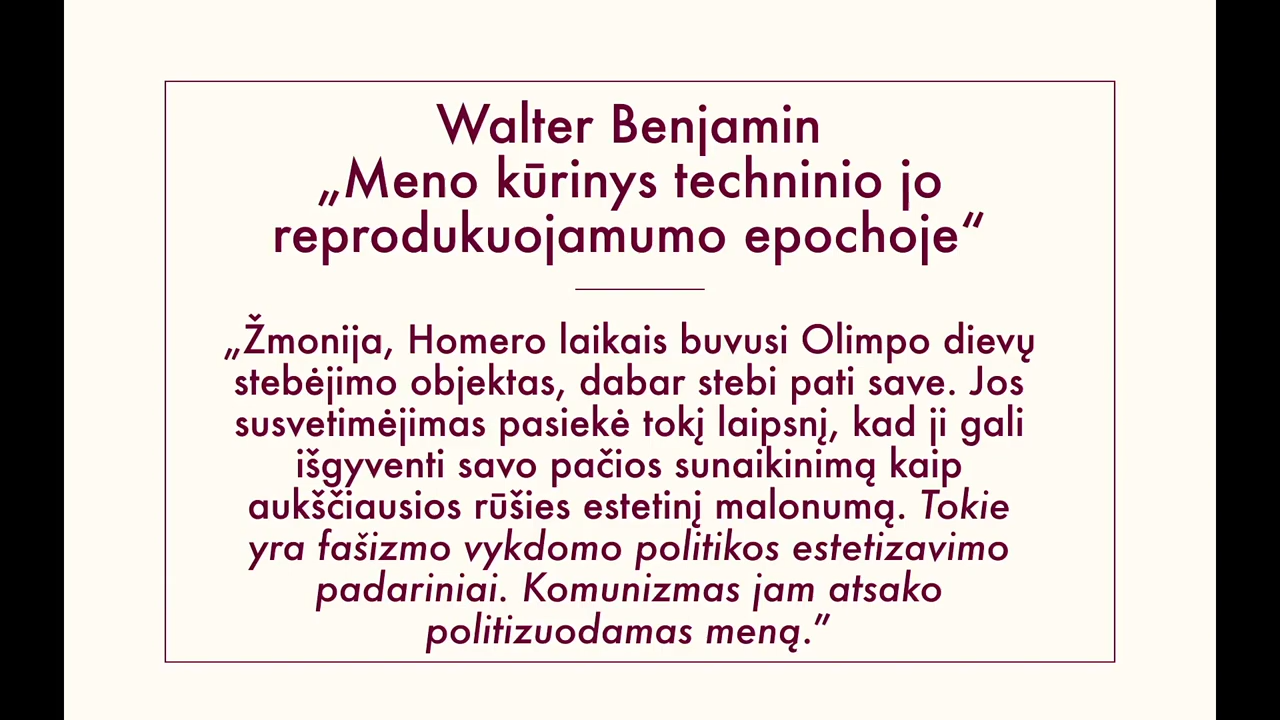 Walter Benjamin
„Meno kūrinys techninio jo
reprodukuojamumo epochoje“
„Žmonija, Homero laikais buvusi Olimpo dievų
stebėjimo objektas, dabar stebi pati save. Jos
susvetimėjimas pasiekė tokį laipsnį, kad ji gali
išgyventi savo pačios sunaikinimą kaip
aukščiausios rūšies estetinį malonumą. Tokie
yra fašizmo vykdomo politikos estetizavimo
padariniai. Komunizmas jam atsako
politizuodamas meną.”